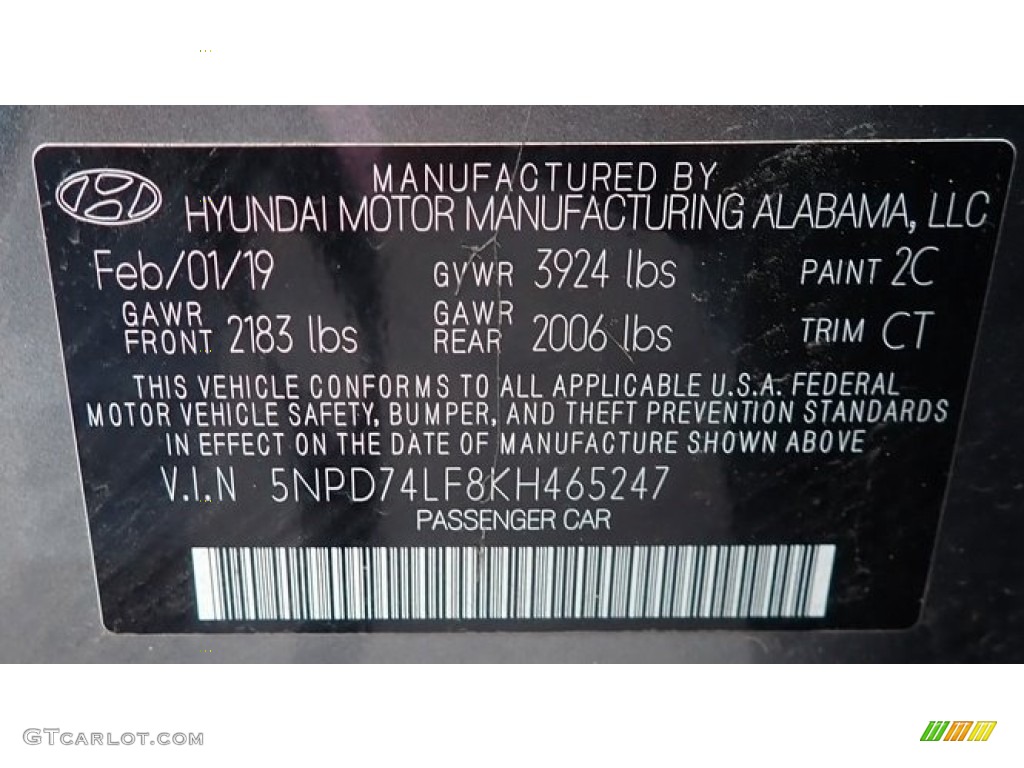 MANUFACTURED BY
HYUNDAI MOTOR MANUFACTURING ALABAMA, LLC
Feb/01/19 GVWR 3924 lbs PAINT 2C
GAWR FRONT 2183 lbs GAWR REAR 2006 lbs TRIM CT
THIS VEHICLE CONFORMS TO ALL APPLICABLE U.S.A. FEDERAL
MOTOR VEHICLE SAFETY, BUMPER, AND THEFT PREVENTION STANDARDS
IN EFFECT ON THE DATE OF MANUFACTURE SHOWN ABOVE
V.I.N 5NPD74LF8KH465247
PASSENGER CAR
GTCARLOT.COM